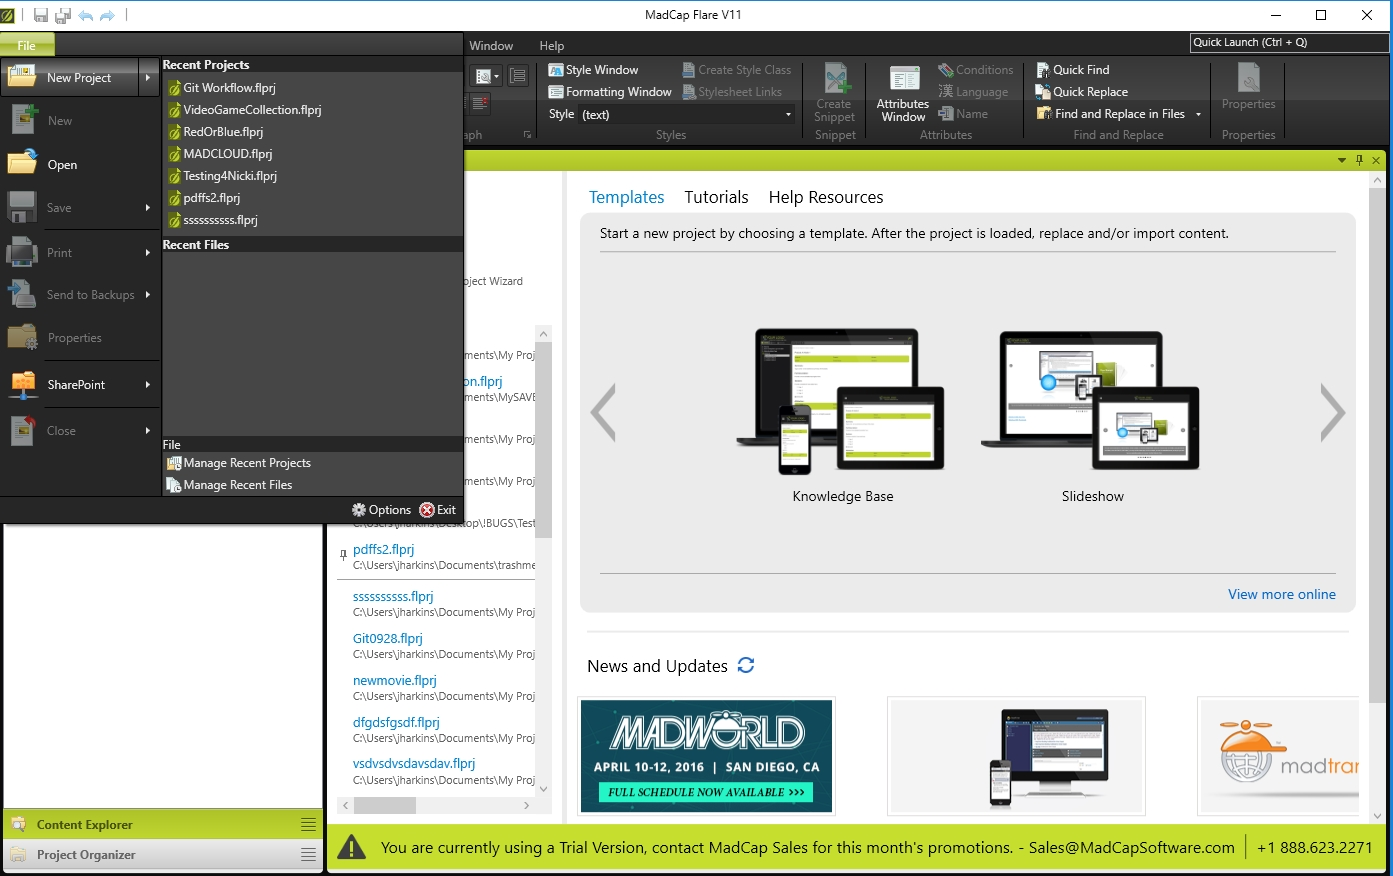 MadCap Flare V11
File
Window
Help
Quick Launch (Ctrl + Q)
New Project
New
Open
Save
Print
Send to Backups
Properties
SharePoint
Close
Recent Projects
Git Workflow.flprj
VideoGameCollection.flprj
RedOrBlue.flprj
MADCLOUD.flprj
Testing4Nicki.flprj
pdffs2.flprj
ssssssssss.flprj
Recent Files
File
Manage Recent Projects
Manage Recent Files
Options
Exit
Style Window
Formatting Window
Style (text)
Create Style Class
Stylesheet Links
Styles
Create
Snippet
Snippet
Attributes
Window
Conditions
Language
Name
Attributes
Quick Find
Quick Replace
Find and Replace in Files
Find and Replace
Properties
Properties
aph
oject Wizard
ments\My Proj
on.flprj
ments\MySAVE
ments\My Proj
ments\My Proj
C:\Users\jharkins\Desktop\!BUGS\Test
pdffs2.flprj
C:\Users\jharkins\Documents\trashme
ssssssssss.flprj
C:\Users\jharkins\Documents\My Proj
Git0928.flprj
C:\Users\jharkins\Documents\My Proj
newmovie.flprj
C:\Users\jharkins\Documents\My Proj
dfgdsfgsdf.flprj
C:\Users\jharkins\Documents\My Proj
vsdvsdvsdavsdav.flprj
C:\Users\jharkins\Documents\My Proj
Templates
Tutorials
Help Resources
Start a new project by choosing a template. After the project is loaded, replace and/or import content.
Knowledge Base
Slideshow
View more online
News and Updates
MADWORLD
APRIL 10-12, 2016 | SAN DIEGO, CA
FULL SCHEDULE NOW AVAILABLE >>>
madtran
Content Explorer
Project Organizer
You are currently using a Trial Version, contact MadCap Sales for this month's promotions. - Sales@MadCapSoftware.com
+1 888.623.2271